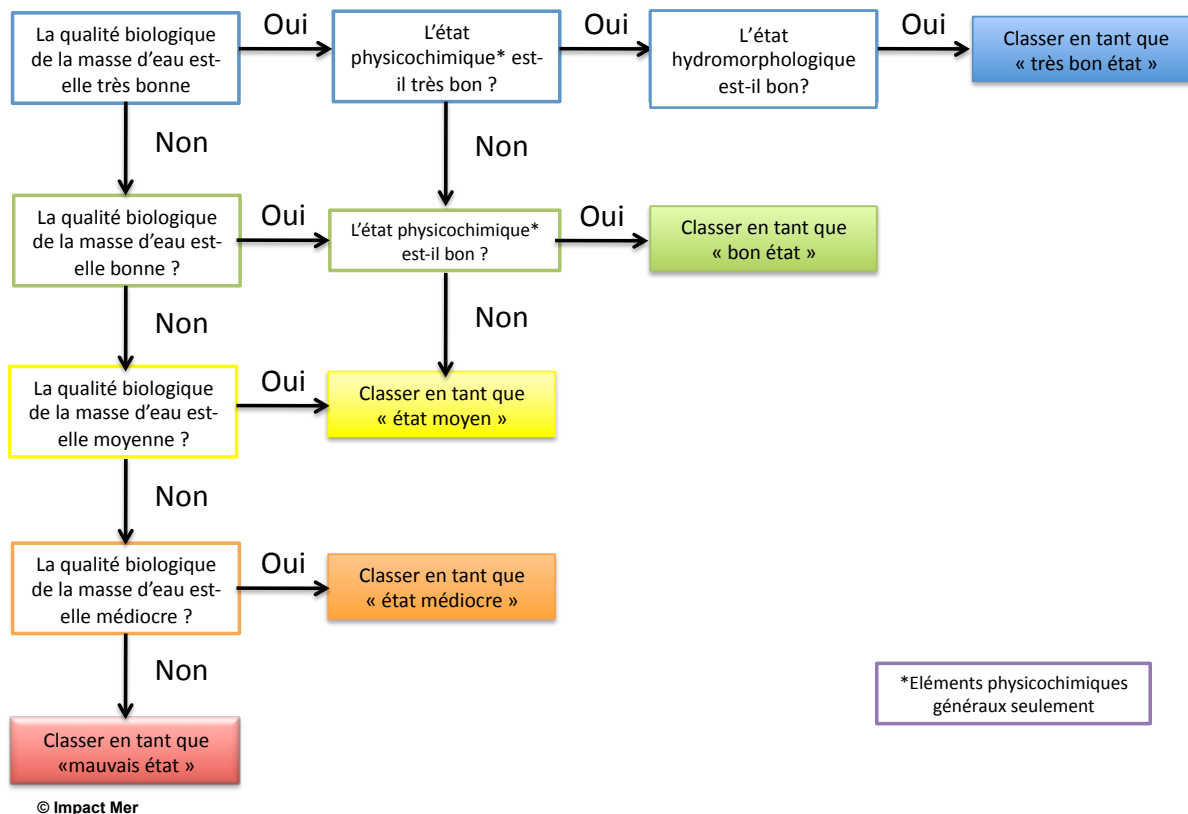 La qualité biologique
de la masse d'eau est-
elle très bonne
Oui
L'état
physicochimique* est-
il très bon ?
Oui
L'état
hydromorphologique
est-il bon?
Oui
Classer en tant que
« très bon état »
Non
Non
La qualité biologique
de la masse d'eau est-
elle bonne ?
Oui
L'état physicochimique*
est-il bon ?
Oui
Classer en tant que
« bon état »
Non
Non
La qualité biologique
de la masse d'eau est-
elle moyenne ?
Oui
Classer en tant que
« état moyen »
Non
La qualité biologique
de la masse d'eau est-
elle médiocre ?
Oui
Classer en tant que
« état médiocre »
Non
*Eléments physicochimiques
généraux seulement
Classer en tant que
«mauvais état »
© Impact Mer